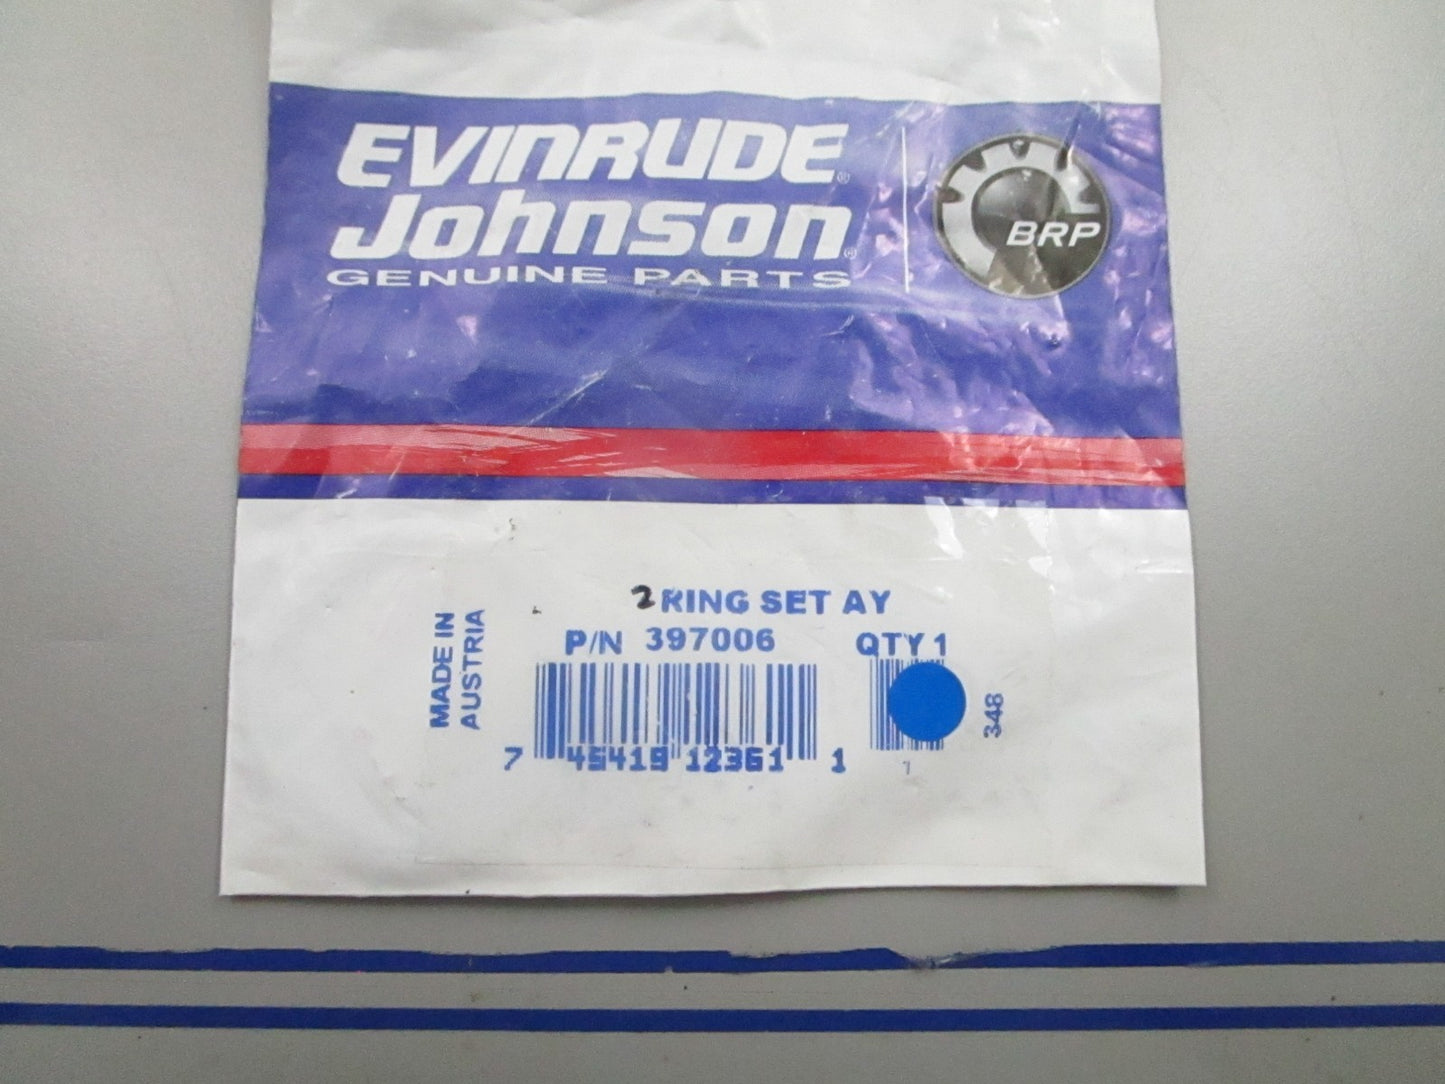 EVINRUDE®
Johnson®
GENUINE PARTS
BRP
2 RING SET AY
P/N 397006 QTY 1
MADE IN
AUSTRIA
348
7 45419 12361 1
1